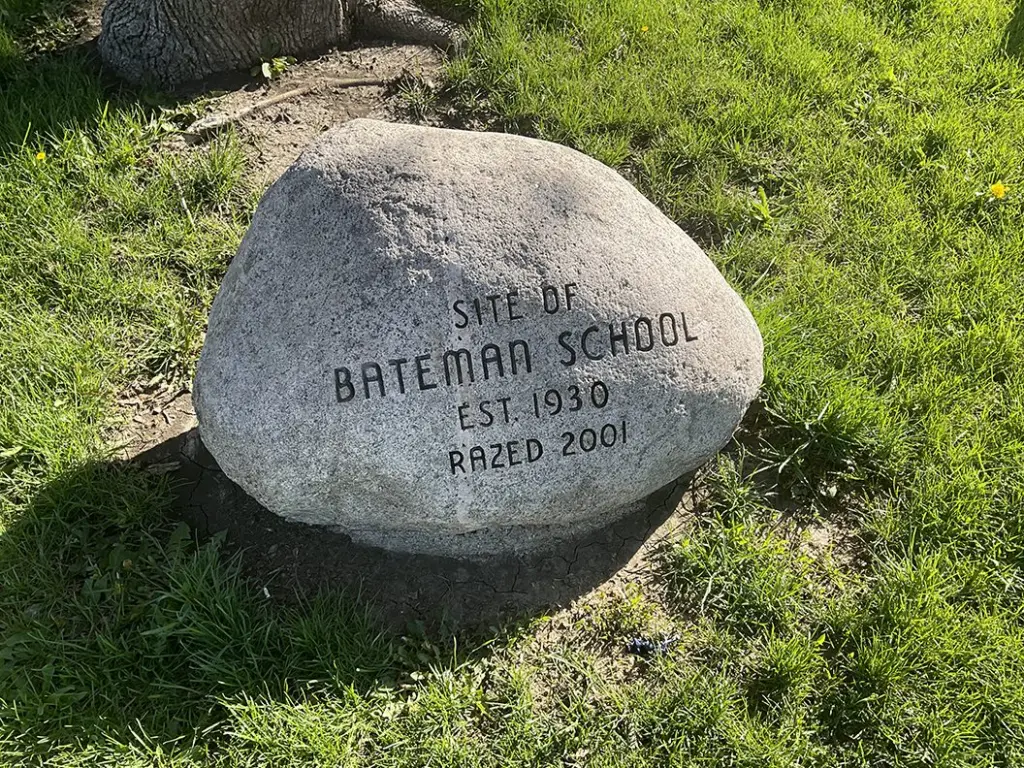 SITE OF
BATEMAN SCHOOL
EST. 1930
RAZED 2001